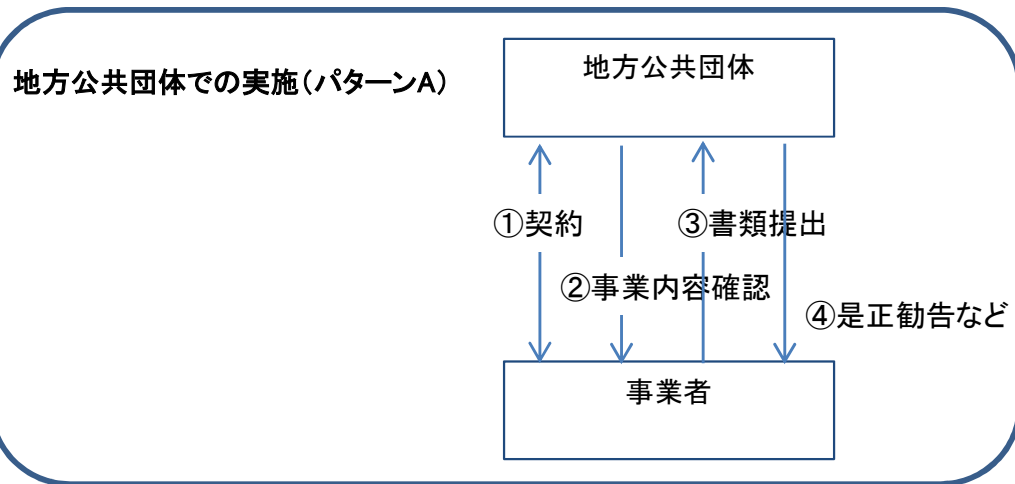 地方公共団体での実施(パターンA)
地方公共団体
①契約
③書類提出
②事業内容確認
④是正勧告など
事業者